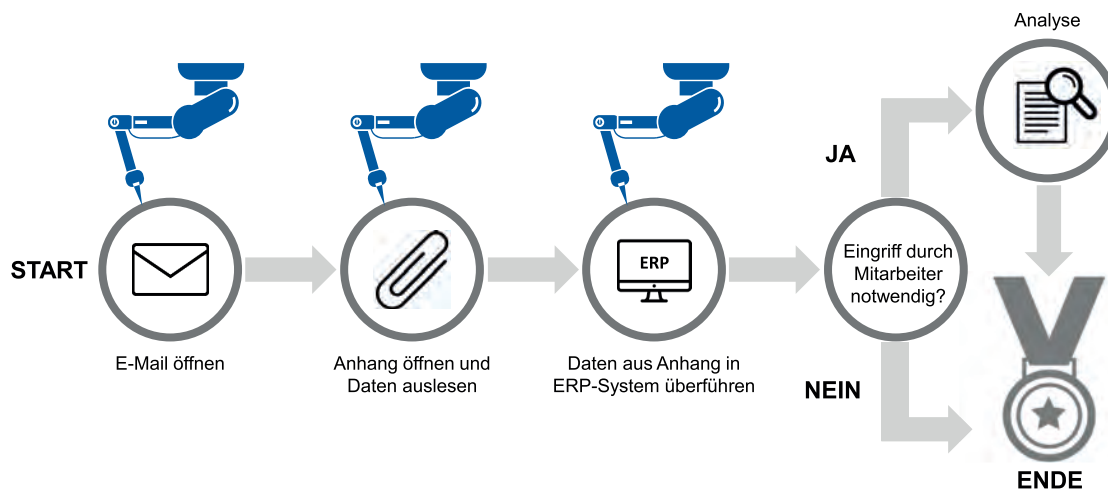 START
E-Mail öffnen
Anhang öffnen und
Daten auslesen
ERP
Daten aus Anhang in
ERP-System überführen
Eingriff durch
Mitarbeiter
notwendig?
JA
Analyse
NEIN
ENDE